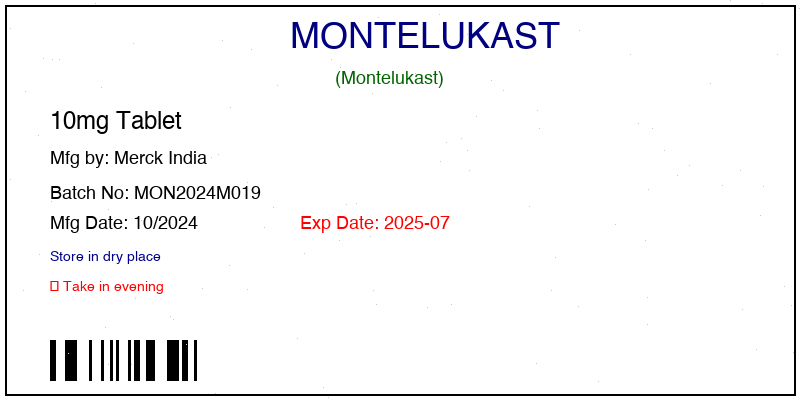 MONTELUKAST
(Montelukast)
10mg Tablet
Mfg by: Merck India
Batch No: MON2024M019
Mfg Date: 10/2024 Exp Date: 2025-07
Store in dry place
▯ Take in evening